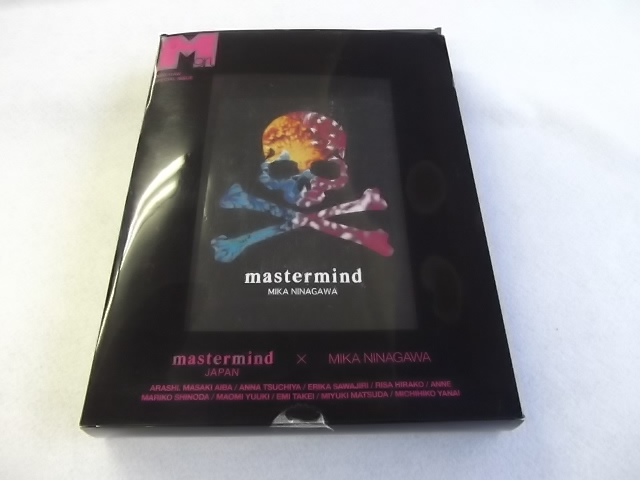 M
mastermind
MIKA NINAGAWA
mastermind × MIKA NINAGAWA
JAPAN
ARASHI, MASAKI AIBA / ANNA TSUCHIYA / ERIKA SAWAJIRI / RISA HIRAKO / ANNE
MARIKO SHINODA / MAOMI YUUKI / EMI TAKEI / MIYUKI MATSUDA / MICHIHIKO YANAI